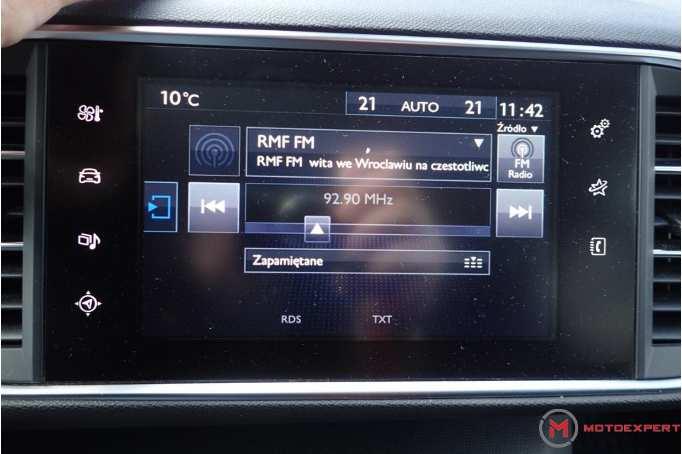 10°C
21 AUTO 21
11:42
Źródło
RMF FM
RMF FM wita we Wrocławiu na czestotliwc
FM
Radio
92.90 MHz
Zapamiętane
RDS TXT
M MOTOEXPERT